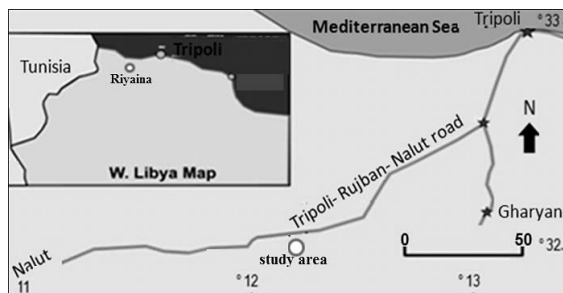 Mediterranean Sea
Tripoli
°33
Tunisia
Tripoli
Riyaina
W. Libya Map
Tripoli- Rujban- Nalut road
N
Gharyan
0 50
°32.
study area
Nalut
11
°12
°13